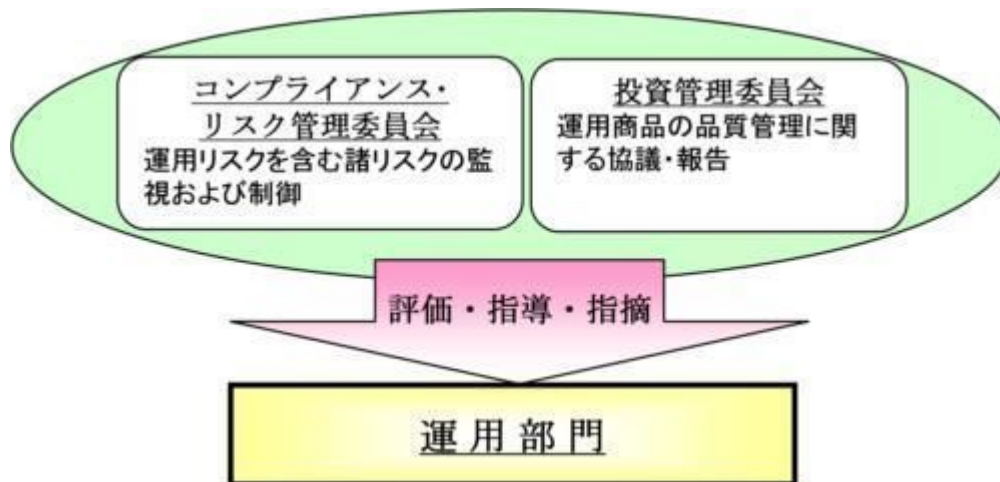 コンプライアンス・
リスク管理委員会
運用リスクを含む諸リスクの監
視および制御
投資管理委員会
運用商品の品質管理に関
する協議・報告
評価・指導・指摘
運用部門